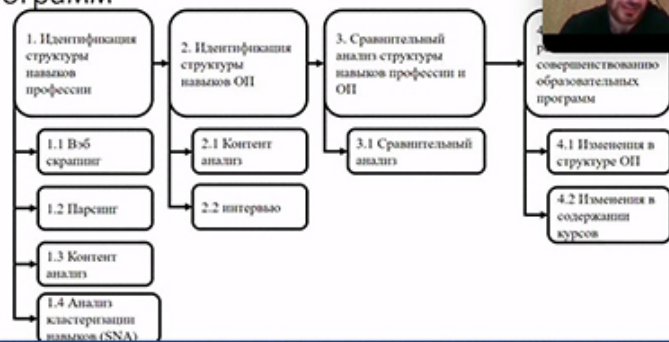 1. Идентификация
структуры
навыков
профессии
2. Идентификация
структуры
навыков ОП
3. Сравнительный
анализ структуры
навыков профессии и
ОП
совершенствованию
образовательных
программ
1.1 Вэб
скрапинг
1.2 Парсинг
1.3 Контент
анализ
1.4 Анализ
кластеризации
навыков (SNA)
2.1 Контент
анализ
2.2 интервью
3.1 Сравнительный
анализ
4.1 Изменения в
структуре ОП
4.2 Изменения в
содержании
курсов